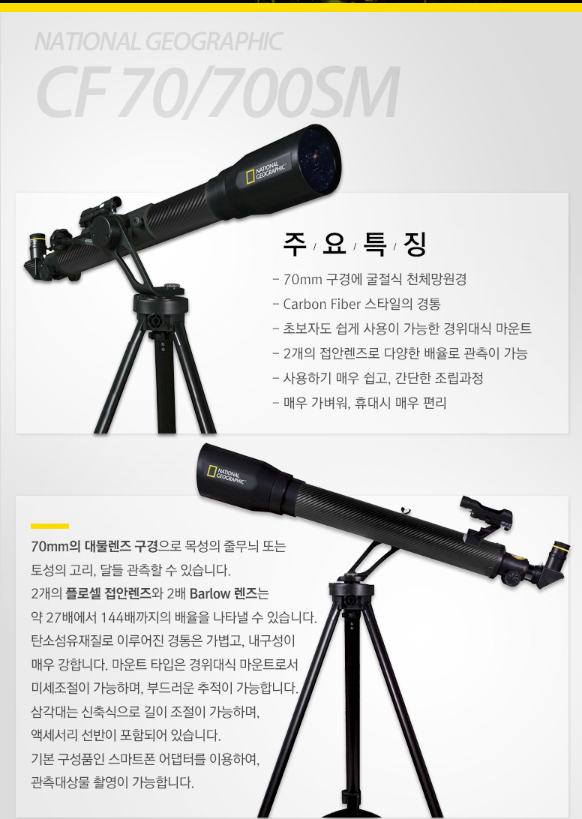 NATIONAL GEOGRAPHIC
CF 70/700SM
NATIONAL
GEOGRAPHIC
주/요/특/징
- 70mm 구경에 굴절식 천체망원경
- Carbon Fiber 스타일의 경통
- 초보자도 쉽게 사용이 가능한 경위대식 마운트
- 2개의 접안렌즈로 다양한 배율로 관측이 가능
- 사용하기 매우 쉽고, 간단한 조립과정
- 매우 가벼워, 휴대시 매우 편리
NATIONAL
GEOGRAPHIC
70mm의 대물렌즈 구경으로 목성의 줄무늬 또는
토성의 고리, 달들 관측할 수 있습니다.
2개의 플로셀 접안렌즈와 2배 Barlow 렌즈는
약 27배에서 144배까지의 배율을 나타낼 수 있습니다.
탄소섬유재질로 이루어진 경통은 가볍고, 내구성이
매우 강합니다. 마운트 타입은 경위대식 마운트로서
미세조절이 가능하며, 부드러운 추적이 가능합니다.
삼각대는 신축식으로 길이 조절이 가능하며,
액세서리 선반이 포함되어 있습니다.
기본 구성품인 스마트폰 어댑터를 이용하여,
관측대상물 촬영이 가능합니다.